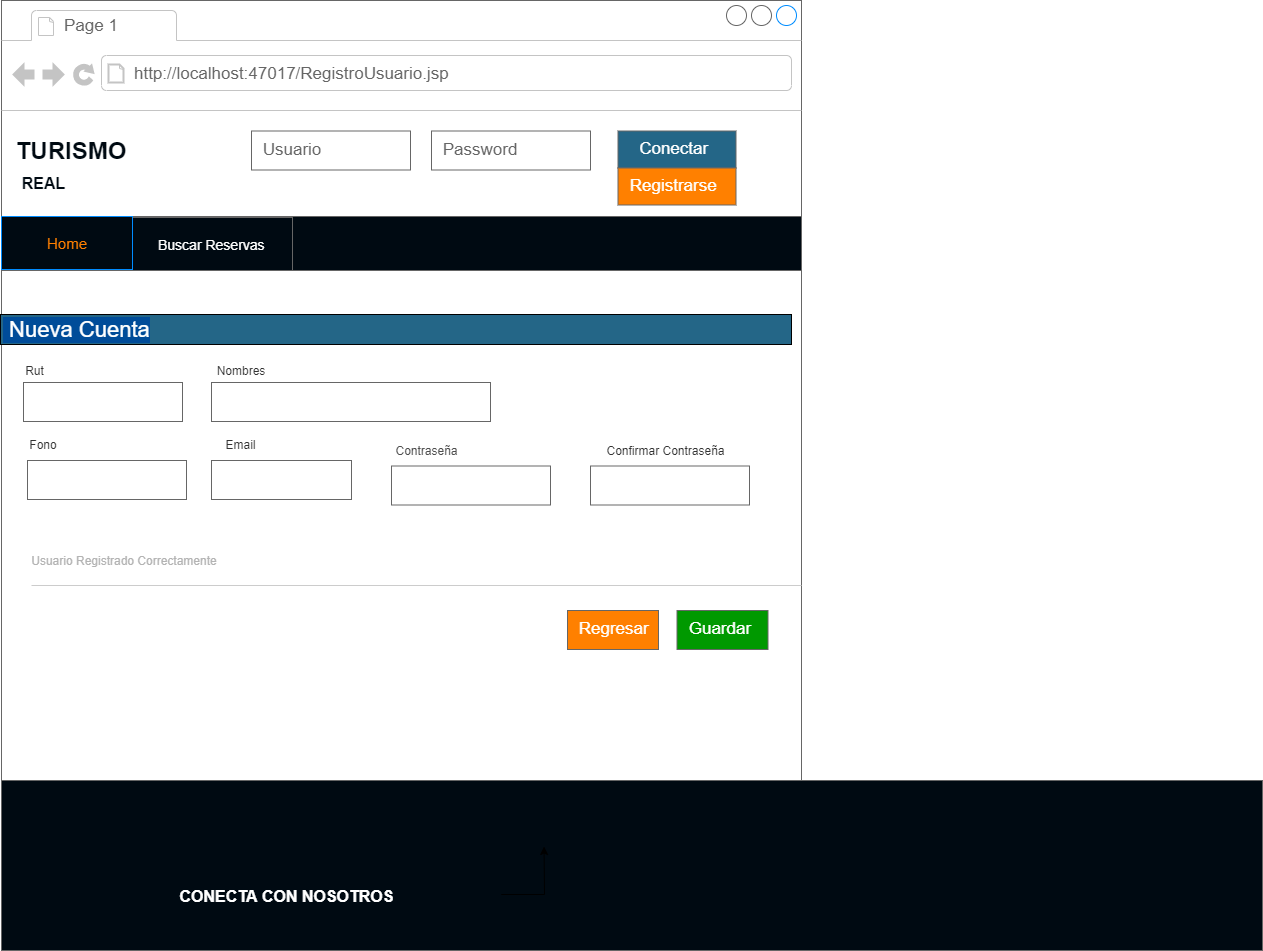 Page 1
http://localhost:47017/RegistroUsuario.jsp
TURISMO
REAL
Usuario
Password
Conectar
Registrarse
Home
Buscar Reservas
Nueva Cuenta
Rut
Nombres
Fono
Email
Contraseña
Confirmar Contraseña
Usuario Registrado Correctamente
Regresar
Guardar
CONECTA CON NOSOTROS